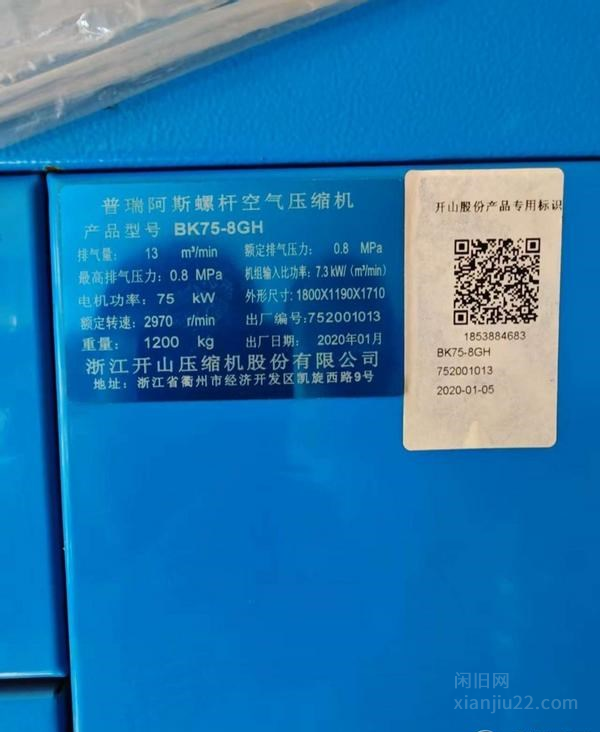 普瑞阿斯螺杆空气压缩机
产品型号 BK75-8GH
排气量: 13 m³/min 额定排气压力: 0.8 MPa
最高排气压力: 0.8 MPa 机组输入比功率: 7.3 kW/(m³/min)
电机功率: 75 kW 外形尺寸: 1800X1190X1710
额定转速: 2970 r/min 出厂编号: 752001013
重量: 1200 kg 出厂日期: 2020年01月
浙江开山压缩机股份有限公司
地址: 浙江省衢州市经济开发区凯旋西路9号
开山股份产品专用标识
1853884683
BK75-8GH
752001013
2020-01-05
闲旧网
xianjiu22.com